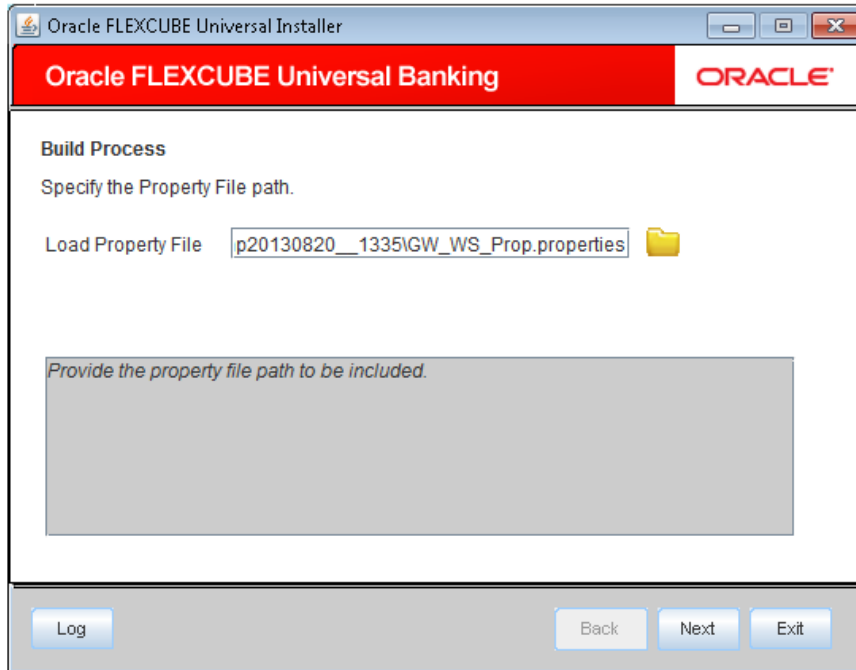 Oracle FLEXCUBE Universal Installer
Oracle FLEXCUBE Universal Banking
ORACLE
Build Process
Specify the Property File path.
Load Property File p20130820__1335\GW_WS_Prop.properties
Provide the property file path to be included.
Log Back Next Exit